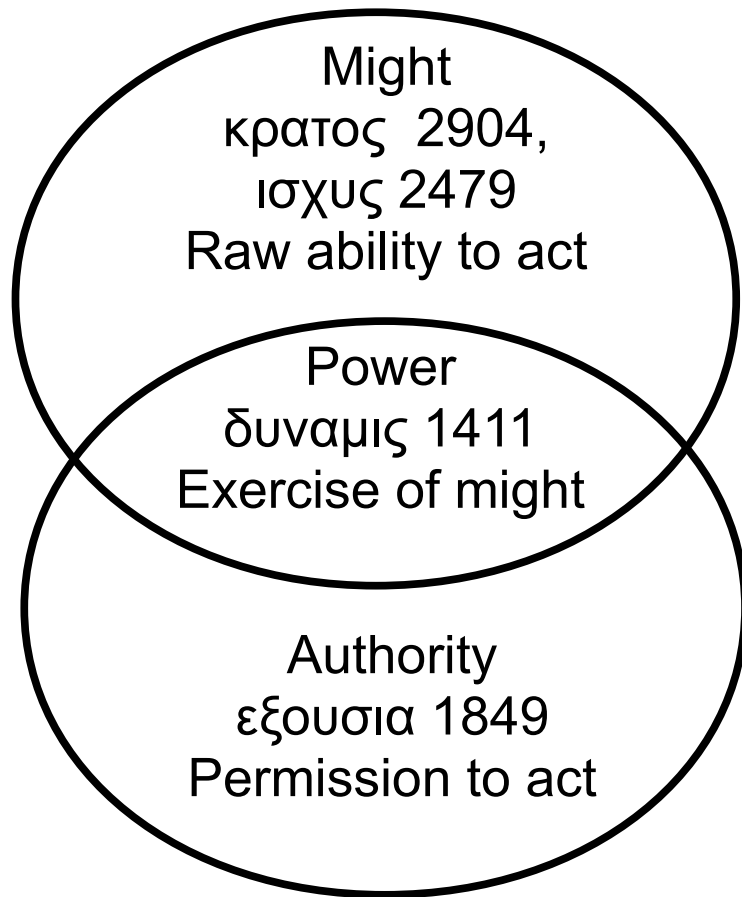 Might
κρατος 2904,
ισχυς 2479
Raw ability to act
Power
δυναμις 1411
Exercise of might
Authority
εξουσια 1849
Permission to act